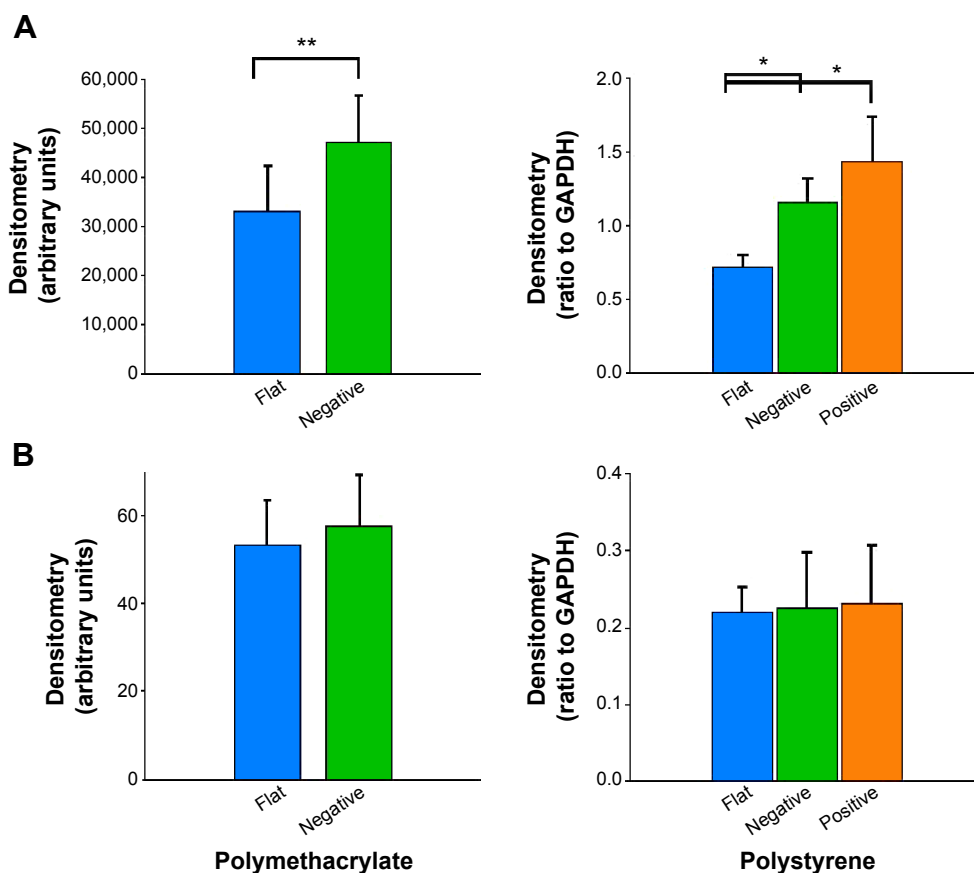 A
**
60,000
50,000
40,000
30,000
20,000
10,000
0
Densitometry
(arbitrary units)
Flat
Negative
* *
2.0
1.5
1.0
0.5
0.0
Densitometry
(ratio to GAPDH)
Flat
Negative
Positive
B
60
40
20
0
Densitometry
(arbitrary units)
Flat
Negative
Polymethacrylate
0.4
0.3
0.2
0.1
0.0
Densitometry
(ratio to GAPDH)
Flat
Negative
Positive
Polystyrene